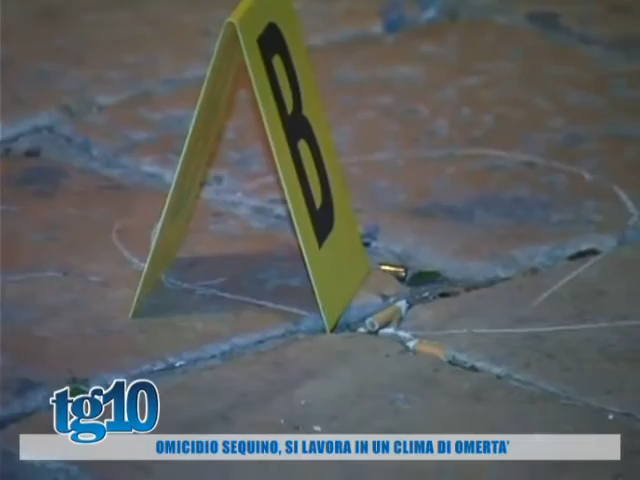 B
tg10
OMICIDIO SEQUINO, SI LAVORA IN UN CLIMA DI OMERTA'